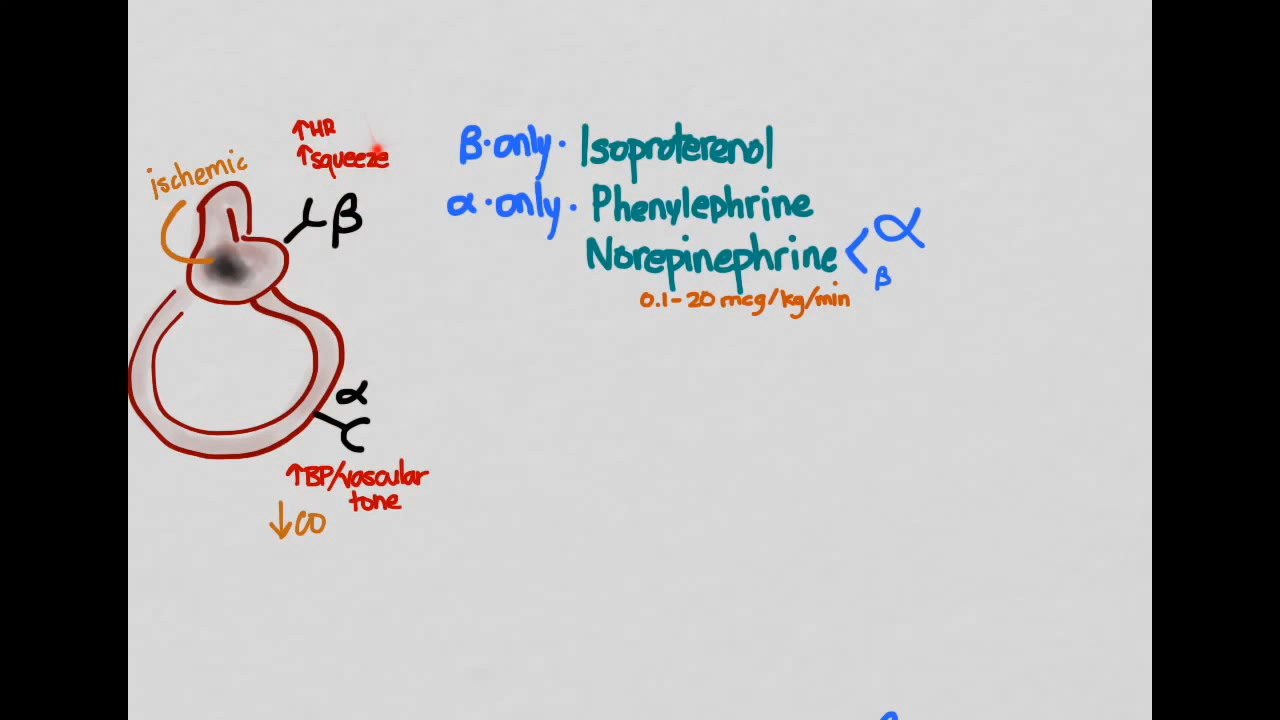 ↑HR
↑squeeze
ischemic
β
α
↑BP/vascular
tone
↓CO
β·only· Isoproterenol
α·only· Phenylephrine
Norepinephrine < α
β
0.1-20 mcg/kg/min